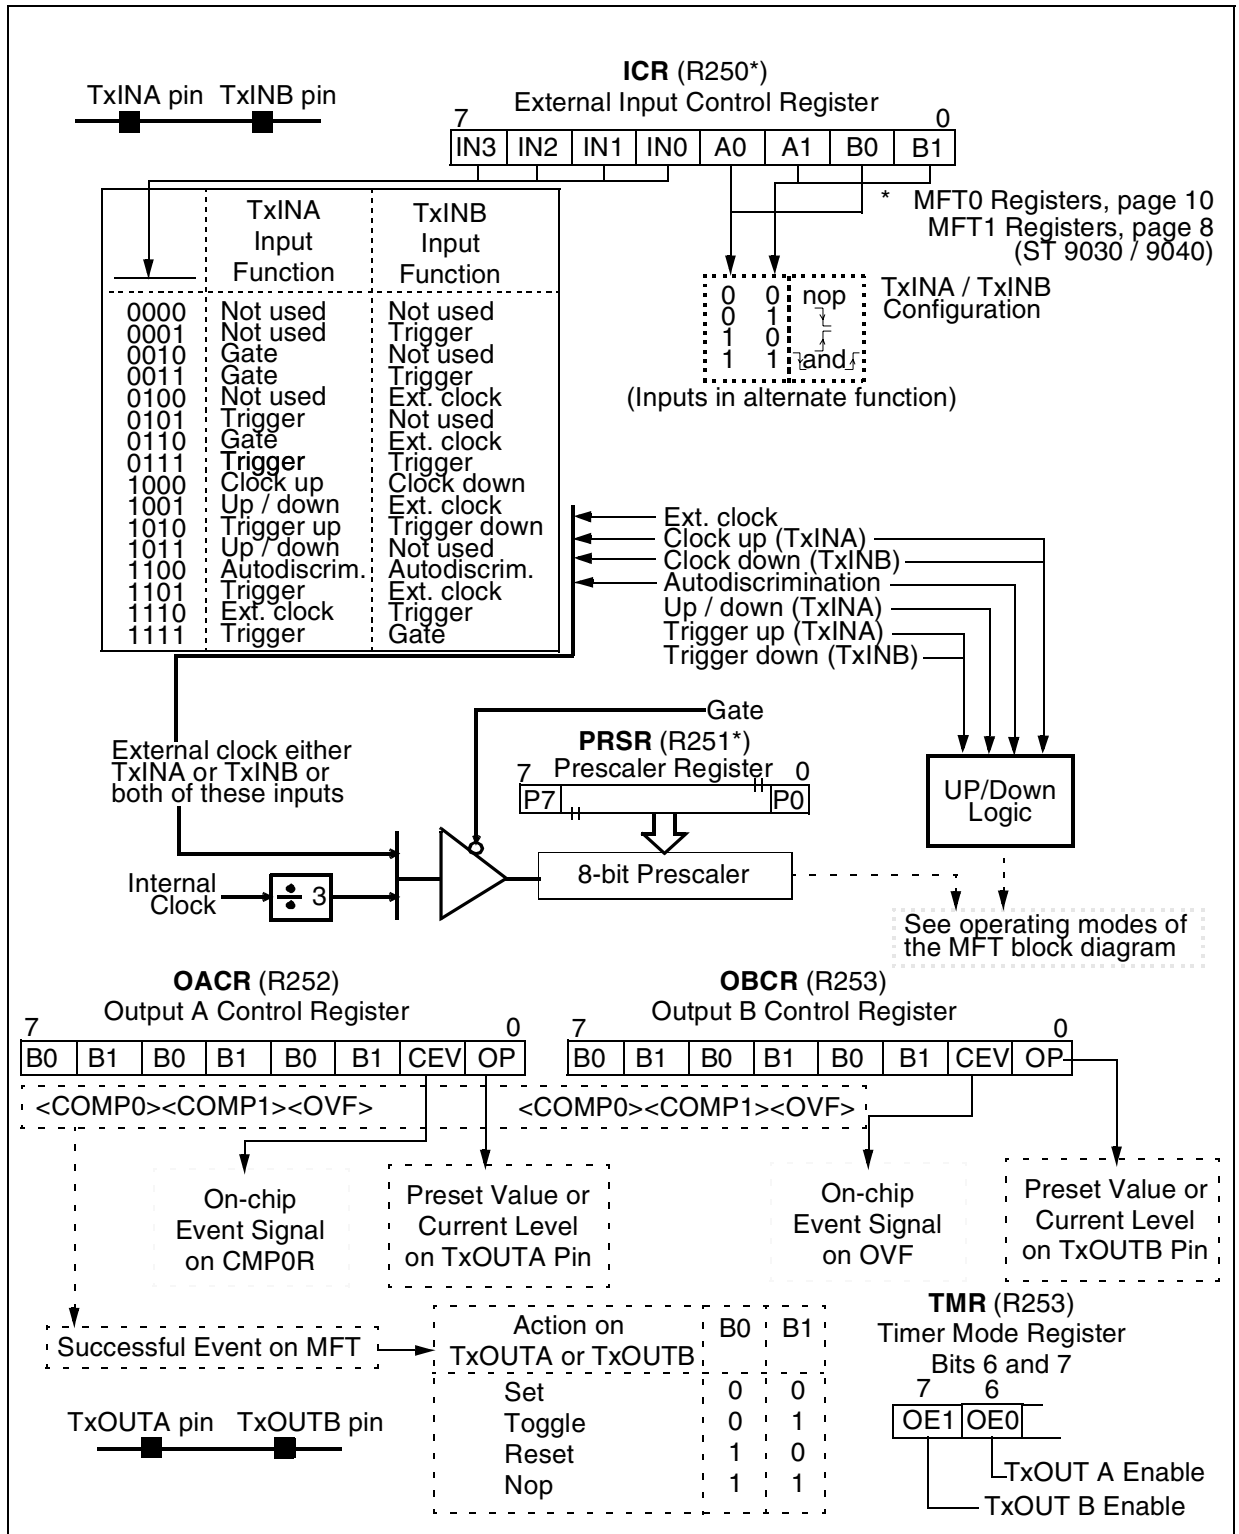 ICR (R250*)
External Input Control Register
TxINA pin TxINB pin
7 0
IN3 IN2 IN1 IN0 A0 A1 B0 B1
* MFT0 Registers, page 10
MFT1 Registers, page 8
(ST 9030 / 9040)
TxINA Input Function
TxINB Input Function
0000 Not used Not used
0001 Not used Trigger
0010 Gate Not used
0011 Gate Trigger
0100 Not used Ext. clock
0101 Trigger Not used
0110 Gate Ext. clock
0111 Trigger Trigger
1000 Clock up Clock down
1001 Up / down Ext. clock
1010 Trigger up Trigger down
1011 Up / down Not used
1100 Autodiscrim. Autodiscrim.
1101 Trigger Ext. clock
1110 Ext. clock Trigger
1111 Trigger Gate
0 0 nop
0 1
1 0
1 1 and
TxINA / TxINB
Configuration
(Inputs in alternate function)
Ext. clock
Clock up (TxINA)
Clock down (TxINB)
Autodiscrimination
Up / down (TxINA)
Trigger up (TxINA)
Trigger down (TxINB)
Gate
External clock either
TxINA or TxINB or
both of these inputs
PRSR (R251*)
Prescaler Register
7 0
P7 P0
UP/Down
Logic
8-bit Prescaler
Internal
Clock
÷ 3
See operating modes of
the MFT block diagram
OACR (R252)
Output A Control Register
7 0
B0 B1 B0 B1 B0 B1 CEV OP
<COMP0><COMP1><OVF>
OBCR (R253)
Output B Control Register
7 0
B0 B1 B0 B1 B0 B1 CEV OP
<COMP0><COMP1><OVF>
On-chip
Event Signal
on CMP0R
Preset Value or
Current Level
on TxOUTA Pin
On-chip
Event Signal
on OVF
Preset Value or
Current Level
on TxOUTB Pin
Successful Event on MFT
Action on
TxOUTA or TxOUTB
B0 B1
Set 0 0
Toggle 0 1
Reset 1 0
Nop 1 1
TMR (R253)
Timer Mode Register
Bits 6 and 7
7 6
OE1 OE0
TxOUT A Enable
TxOUT B Enable
TxOUTA pin TxOUTB pin